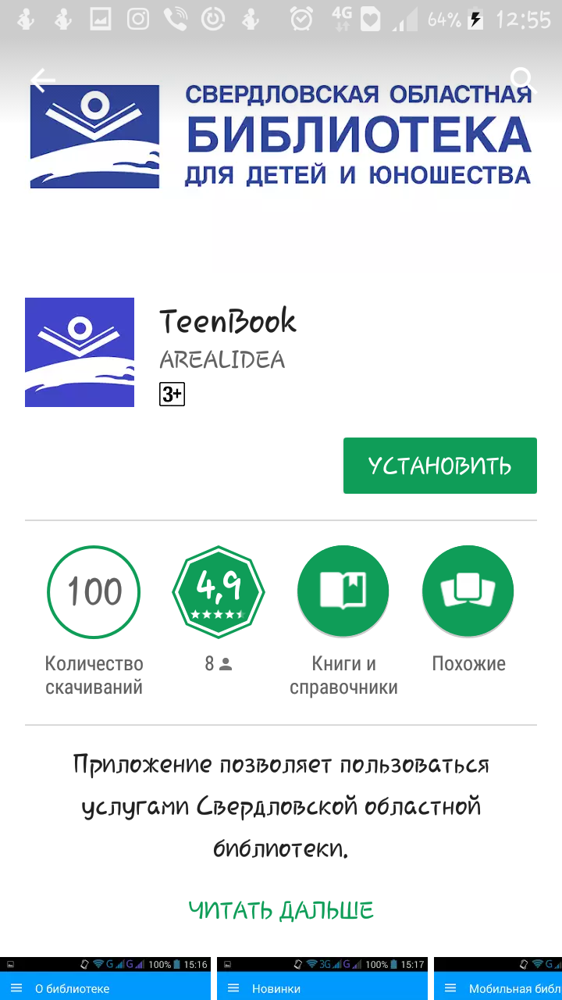 4G 64% 12:55
СВЕРДЛОВСКАЯ ОБЛАСТНАЯ
БИБЛИОТЕКА
ДЛЯ ДЕТЕЙ И ЮНОШЕСТВА
TeenBook
AREALIDEA
3+
УСТАНОВИТЬ
100
4,9
Количество
скачиваний
8
Книги и
справочники
Похожие
Приложение позволяет пользоваться
услугами Свердловской областной
библиотеки.
ЧИТАТЬ ДАЛЬШЕ
G G 100% 15:16
О библиотеке
3G G 100% 15:17
Новинки
G
Мобильная библ